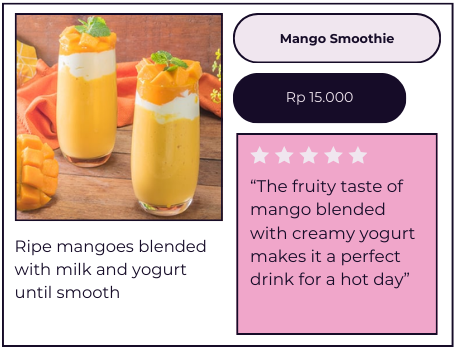 Mango Smoothie
Rp 15.000
“The fruity taste of
mango blended
with creamy yogurt
makes it a perfect
drink for a hot day”
Ripe mangoes blended
with milk and yogurt
until smooth